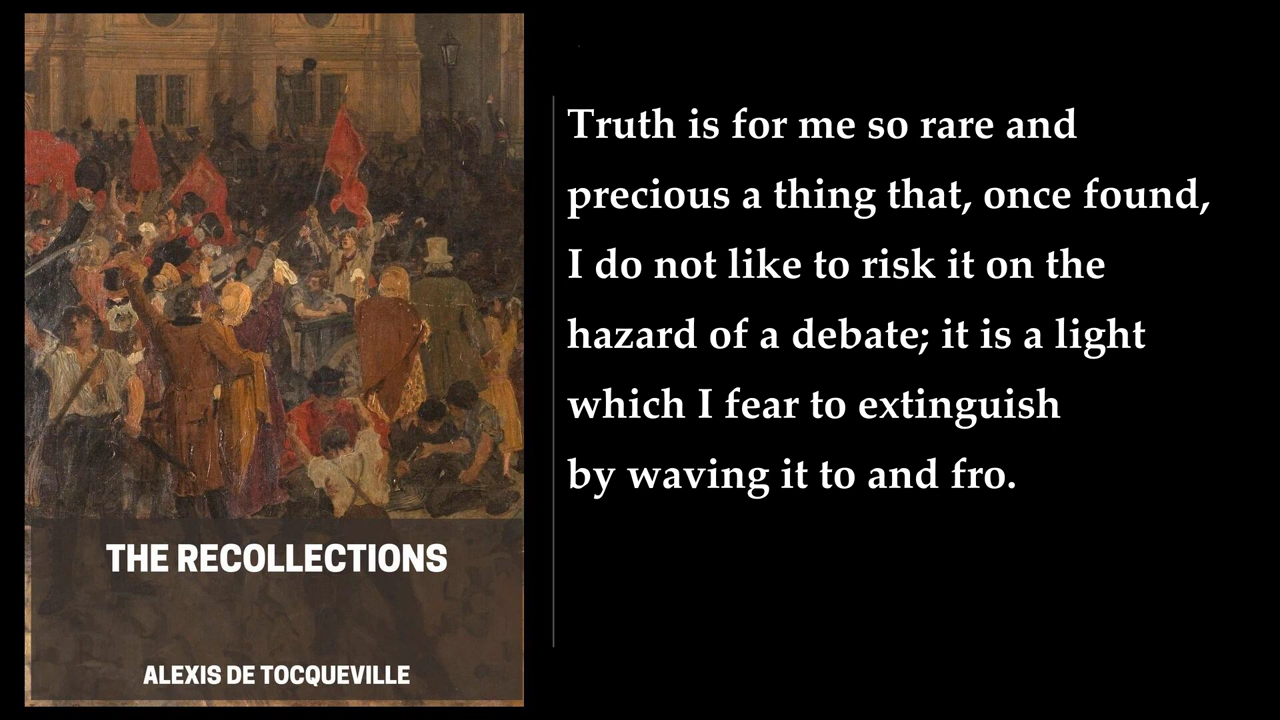 THE RECOLLECTIONS
ALEXIS DE TOCQUEVILLE
Truth is for me so rare and
precious a thing that, once found,
I do not like to risk it on the
hazard of a debate; it is a light
which I fear to extinguish
by waving it to and fro.